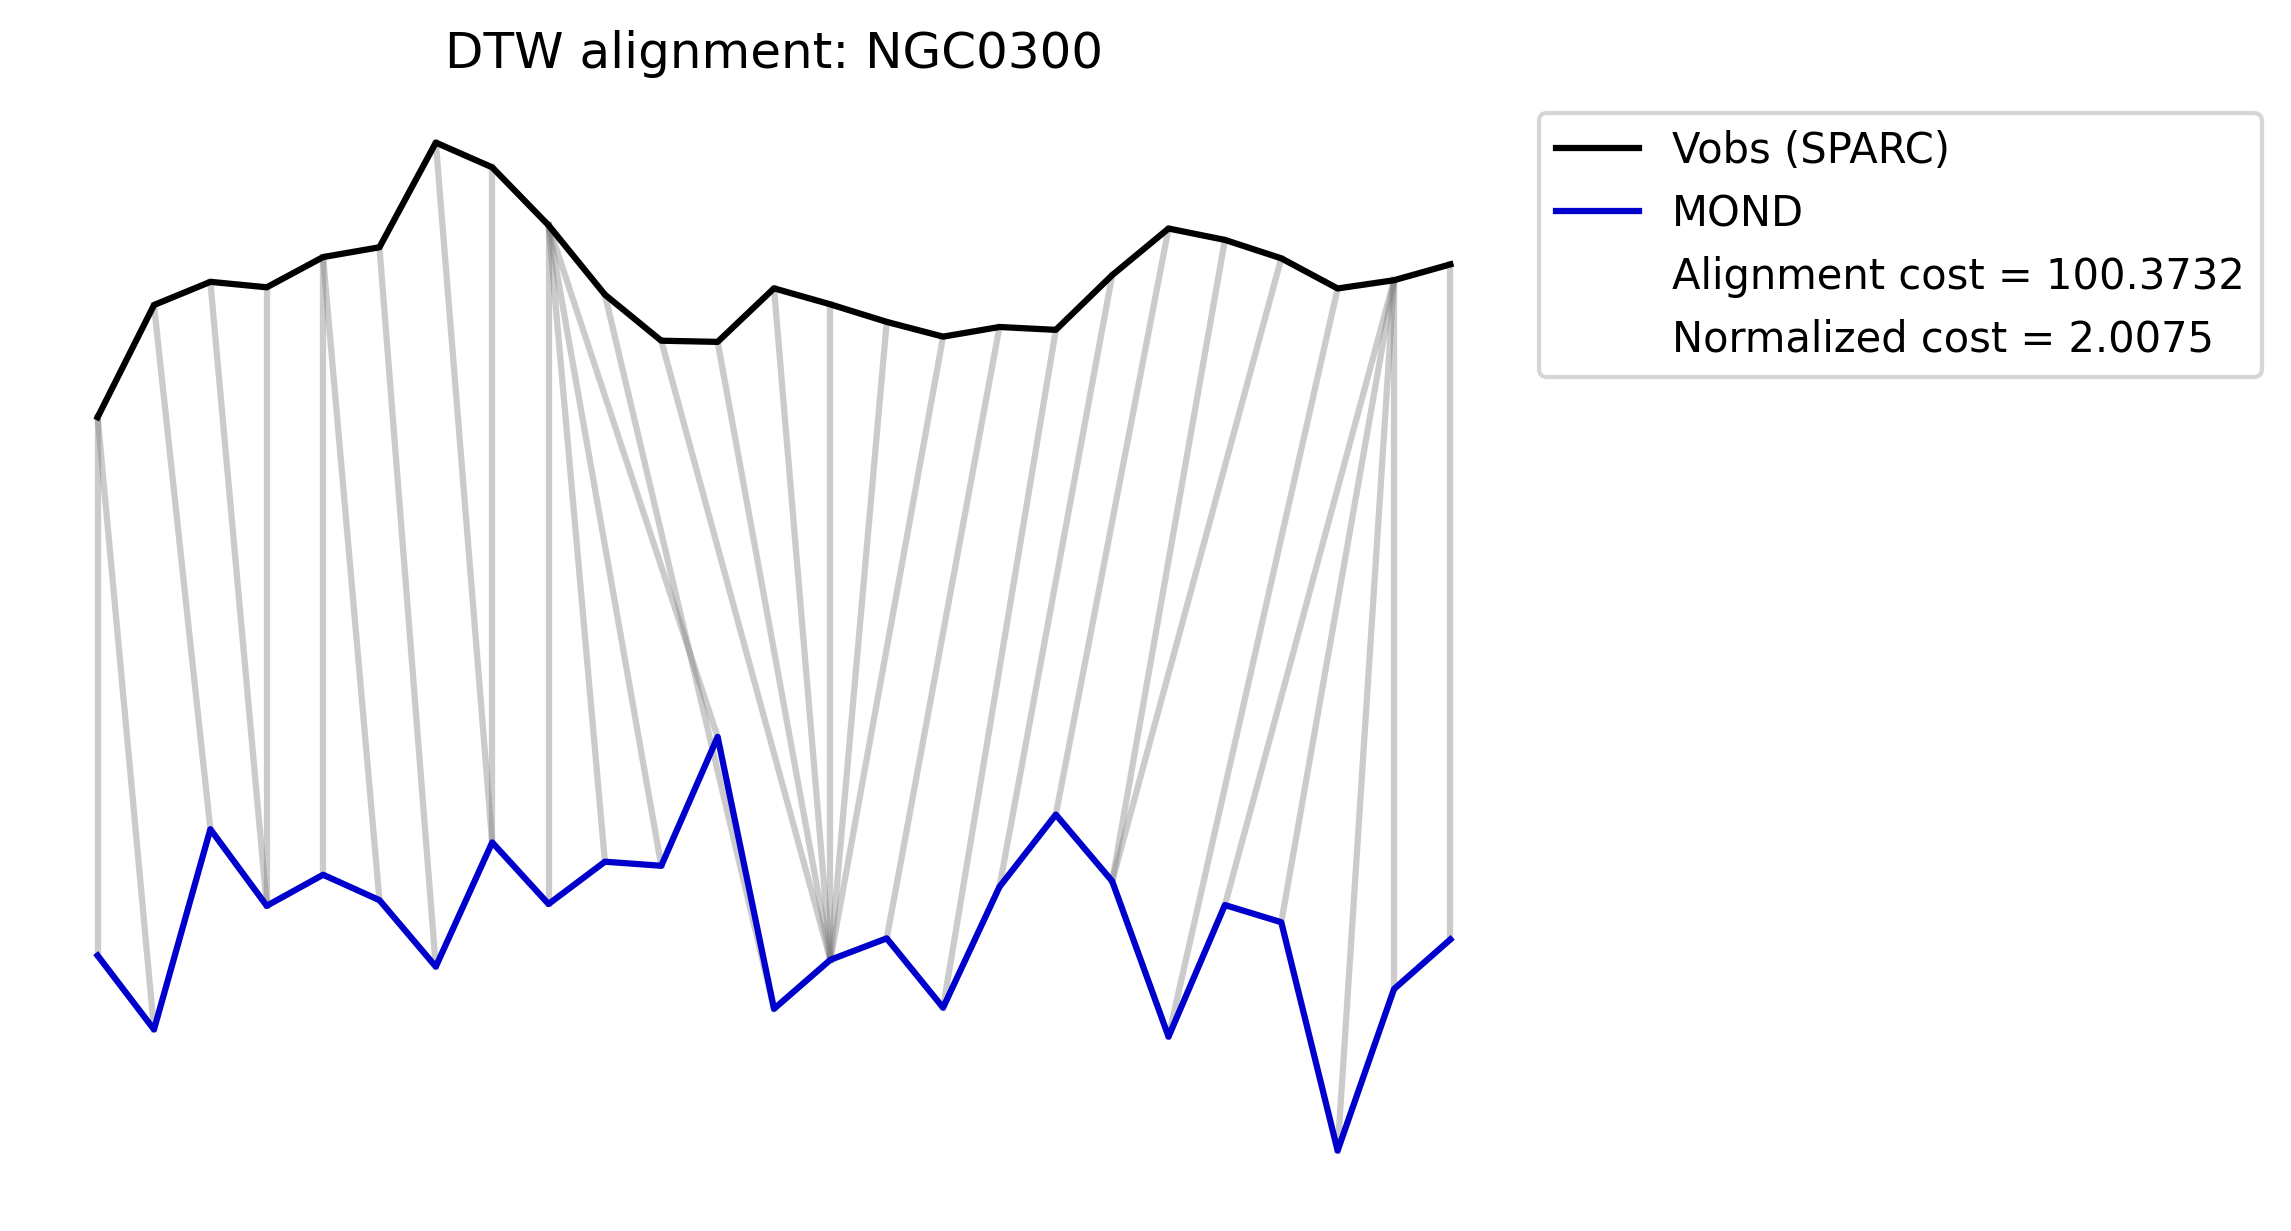 DTW alignment: NGC0300
Vobs (SPARC)
MOND
Alignment cost = 100.3732
Normalized cost = 2.0075